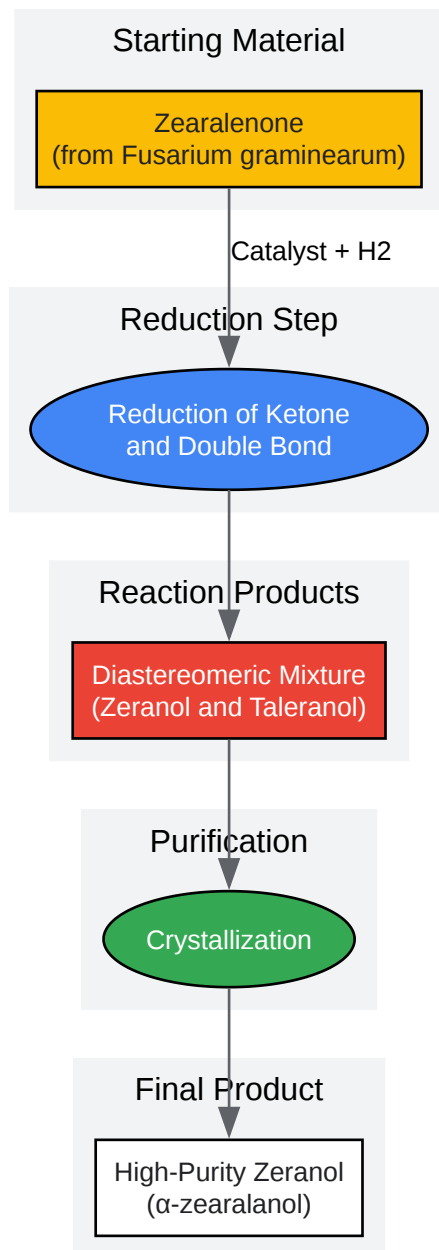 Starting Material
Zearalenone
(from Fusarium graminearum)
Catalyst + H2
Reduction Step
Reduction of Ketone
and Double Bond
Reaction Products
Diastereomeric Mixture
(Zeranol and Taleranol)
Purification
Crystallization
Final Product
High-Purity Zeranol
(α-zearalanol)